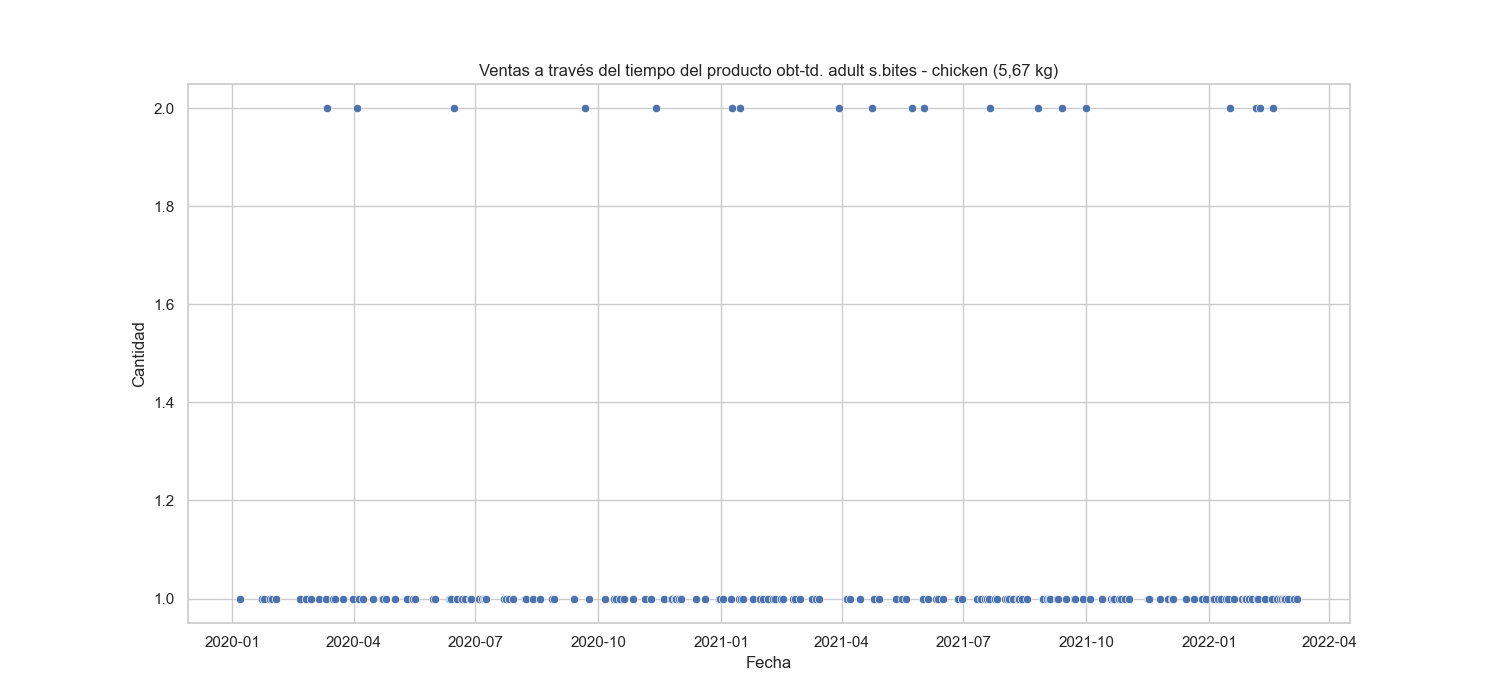 Ventas a través del tiempo del producto obt-td. adult s.bites - chicken (5,67 kg)
2.0
1.8
1.6
1.4
1.2
1.0
Cantidad
2020-01 2020-04 2020-07 2020-10 2021-01 2021-04 2021-07 2021-10 2022-01 2022-04
Fecha